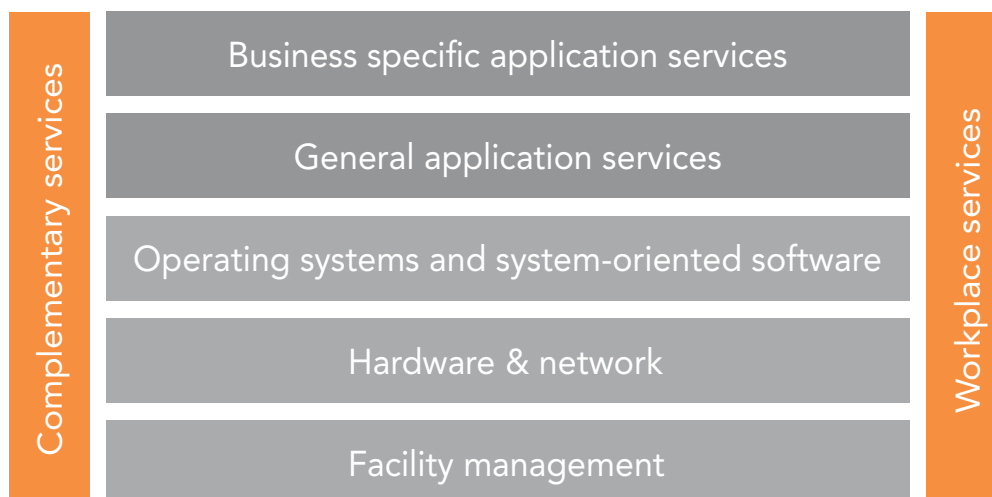 Complementary services
Business specific application services
General application services
Operating systems and system-oriented software
Hardware & network
Facility management
Workplace services